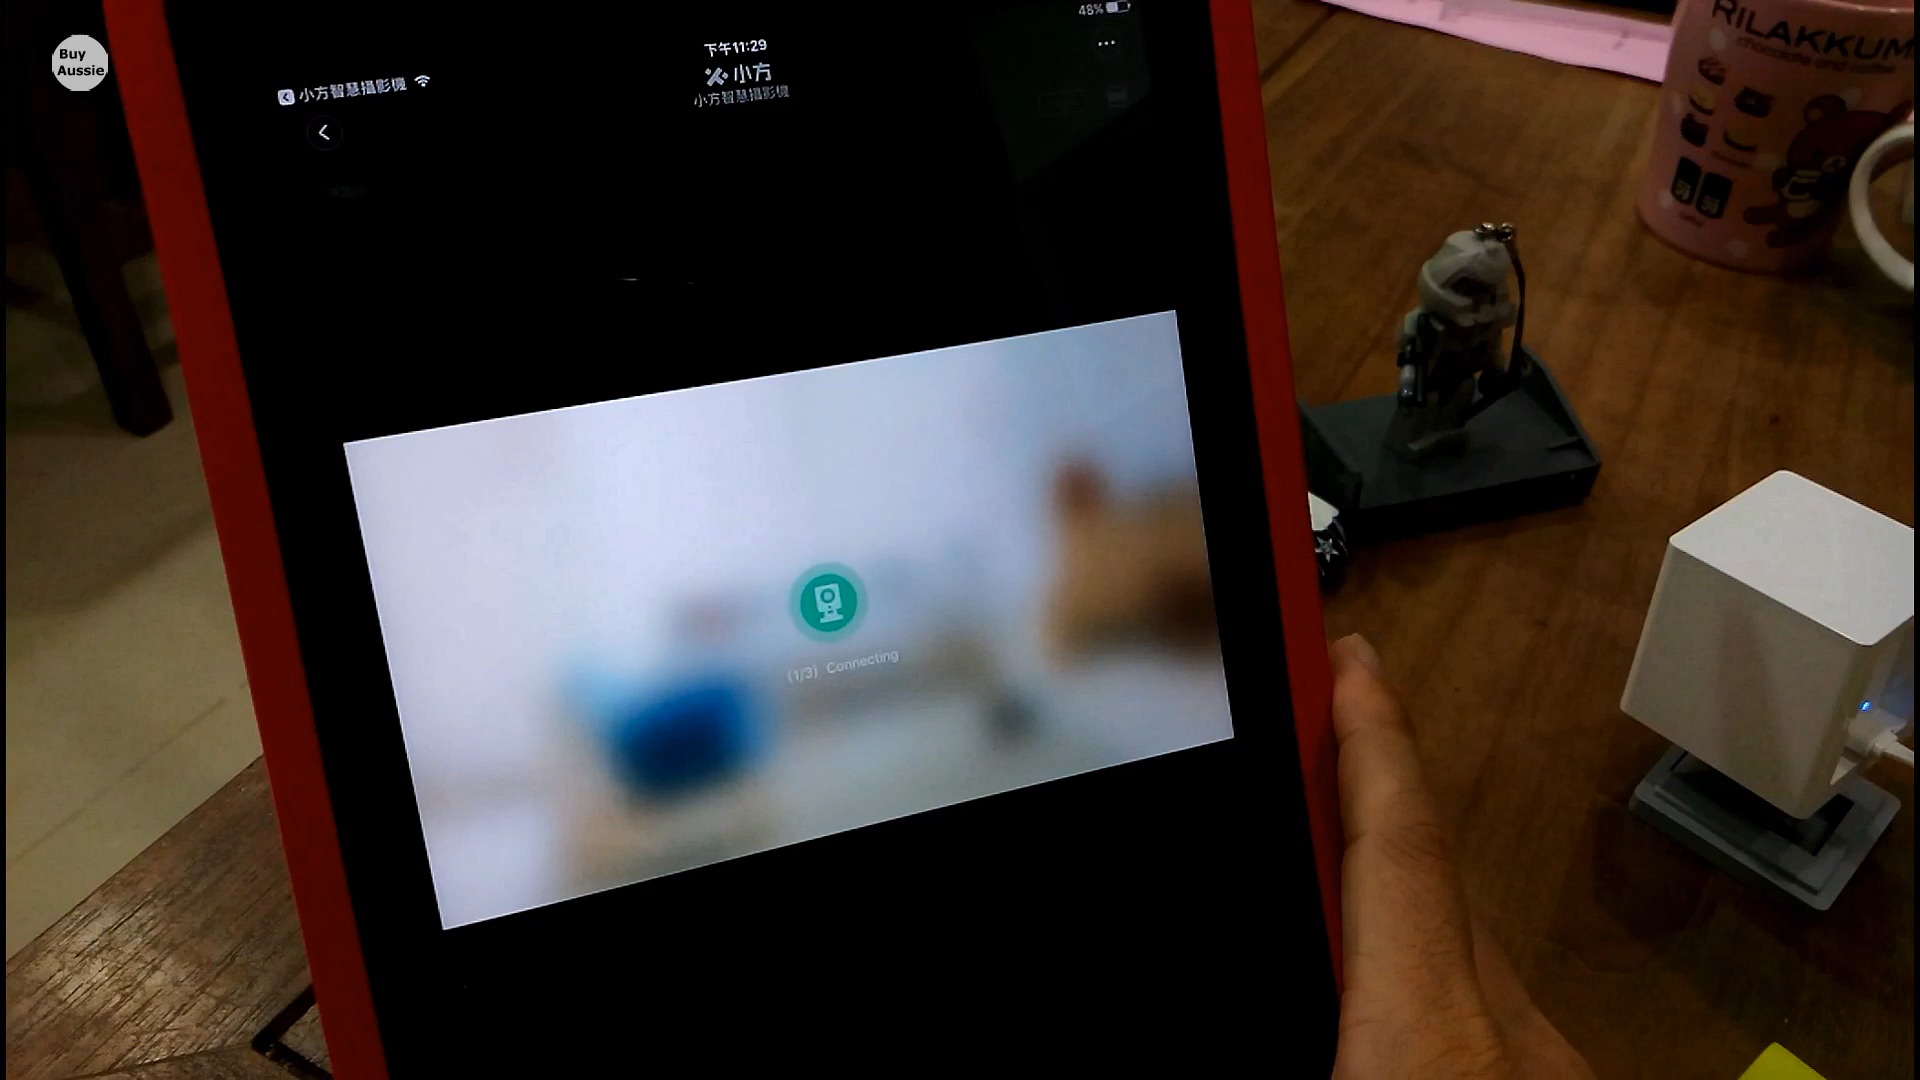 Buy
Aussie
48%
下午11:29
小方智慧攝影機
小方
小方智慧攝影機
(1/3) Connecting
RILAKKUM